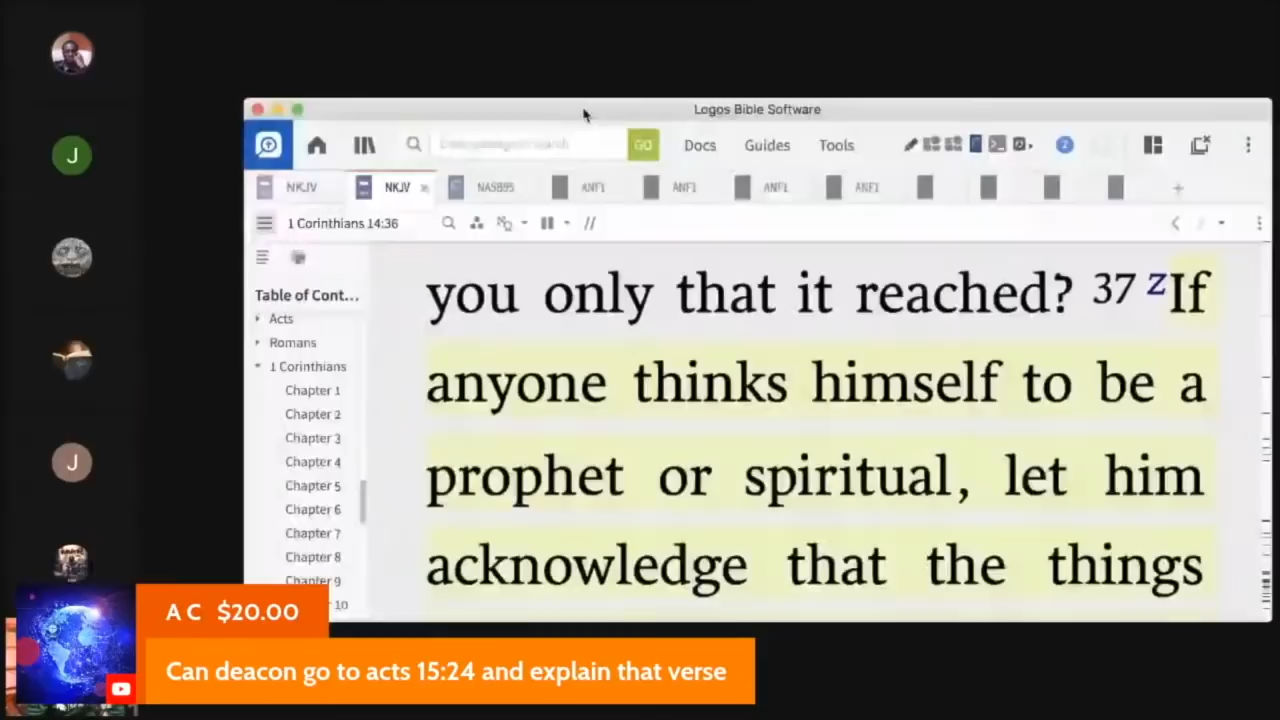 J
J
Logos Bible Software
GO
Docs
Guides
Tools
2
NKJV
NKJV
NASB95
ANF1
ANF1
ANF1
ANF1
1 Corinthians 14:36
Table of Cont...
Acts
Romans
1 Corinthians
Chapter 1
Chapter 2
Chapter 3
Chapter 4
Chapter 5
Chapter 6
Chapter 7
Chapter 8
Chapter 9
10
you only that it reached? 37 zIf
anyone thinks himself to be a
prophet or spiritual, let him
acknowledge that the things
A C $20.00
Can deacon go to acts 15:24 and explain that verse